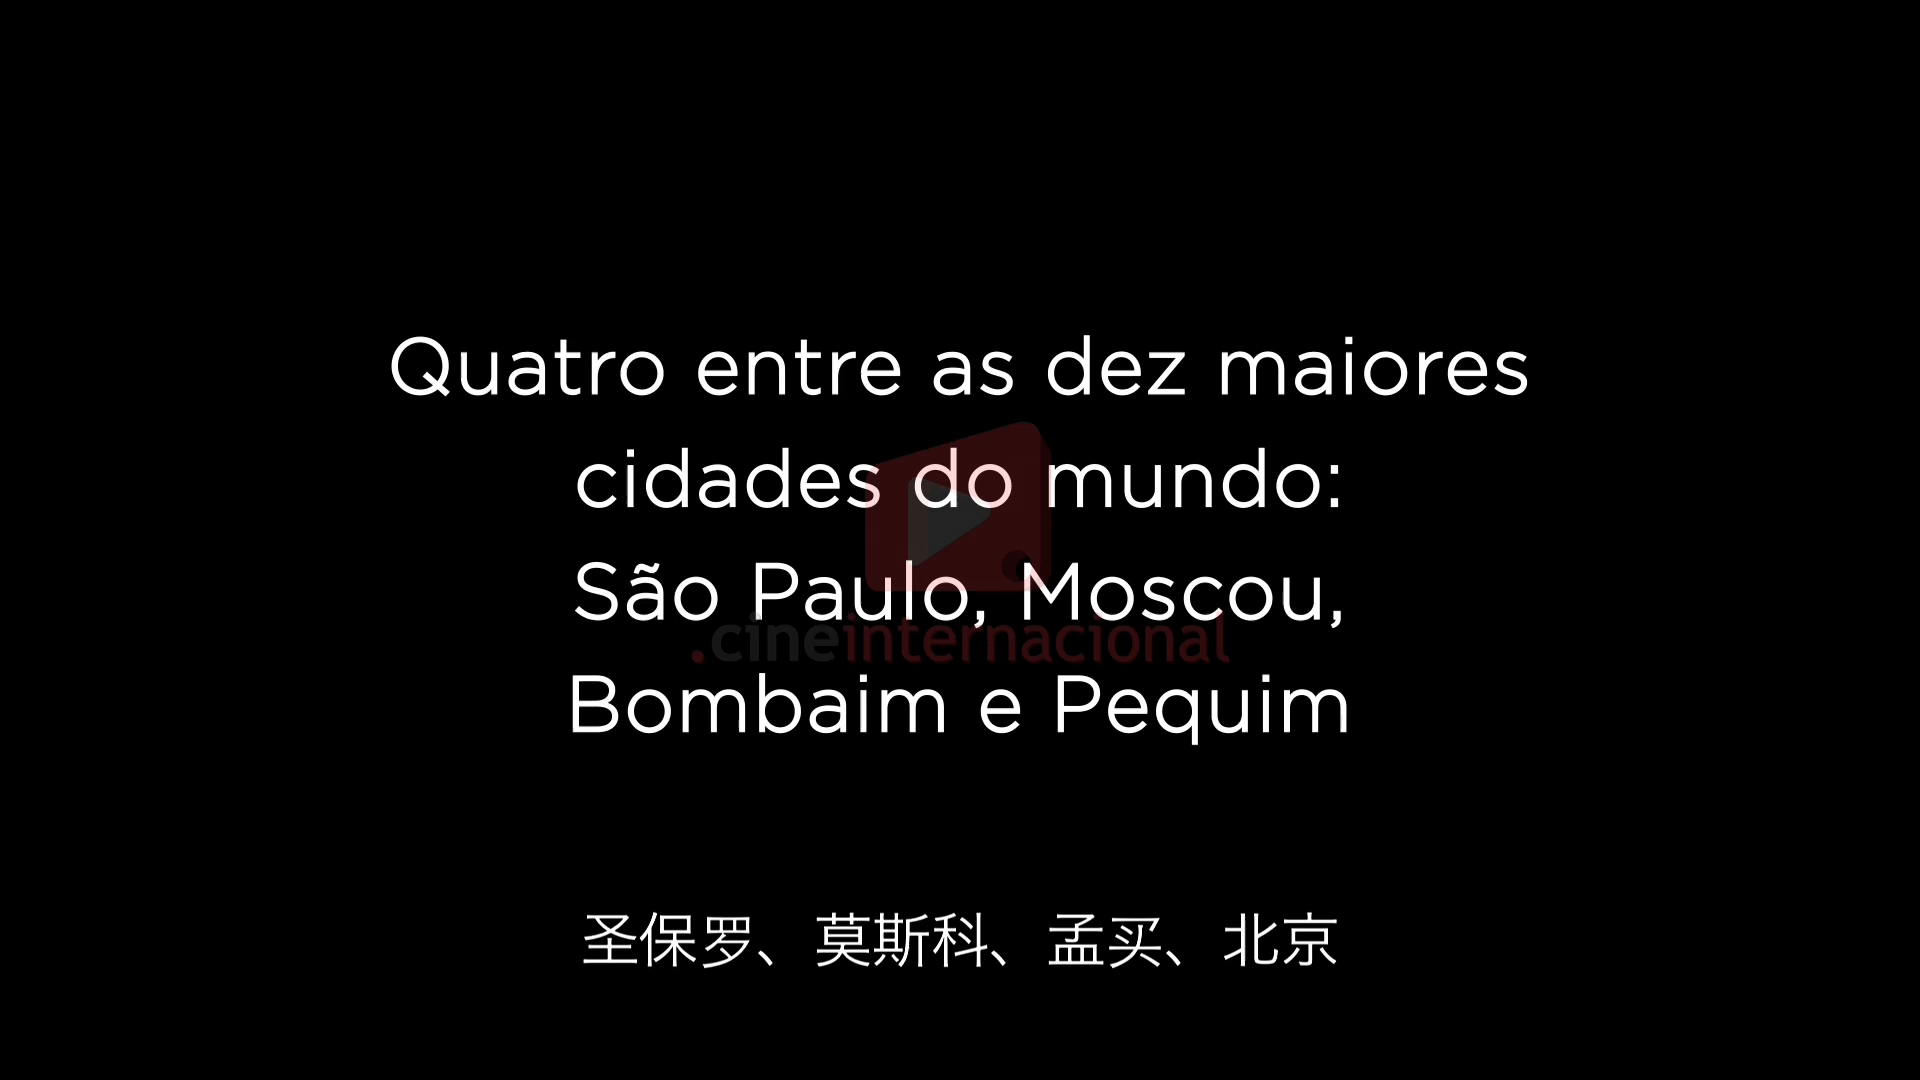 Quatro entre as dez maiores
cidades do mundo:
São Paulo, Moscou,
.cineinternacional
Bombaim e Pequim
圣保罗、莫斯科、孟买、北京